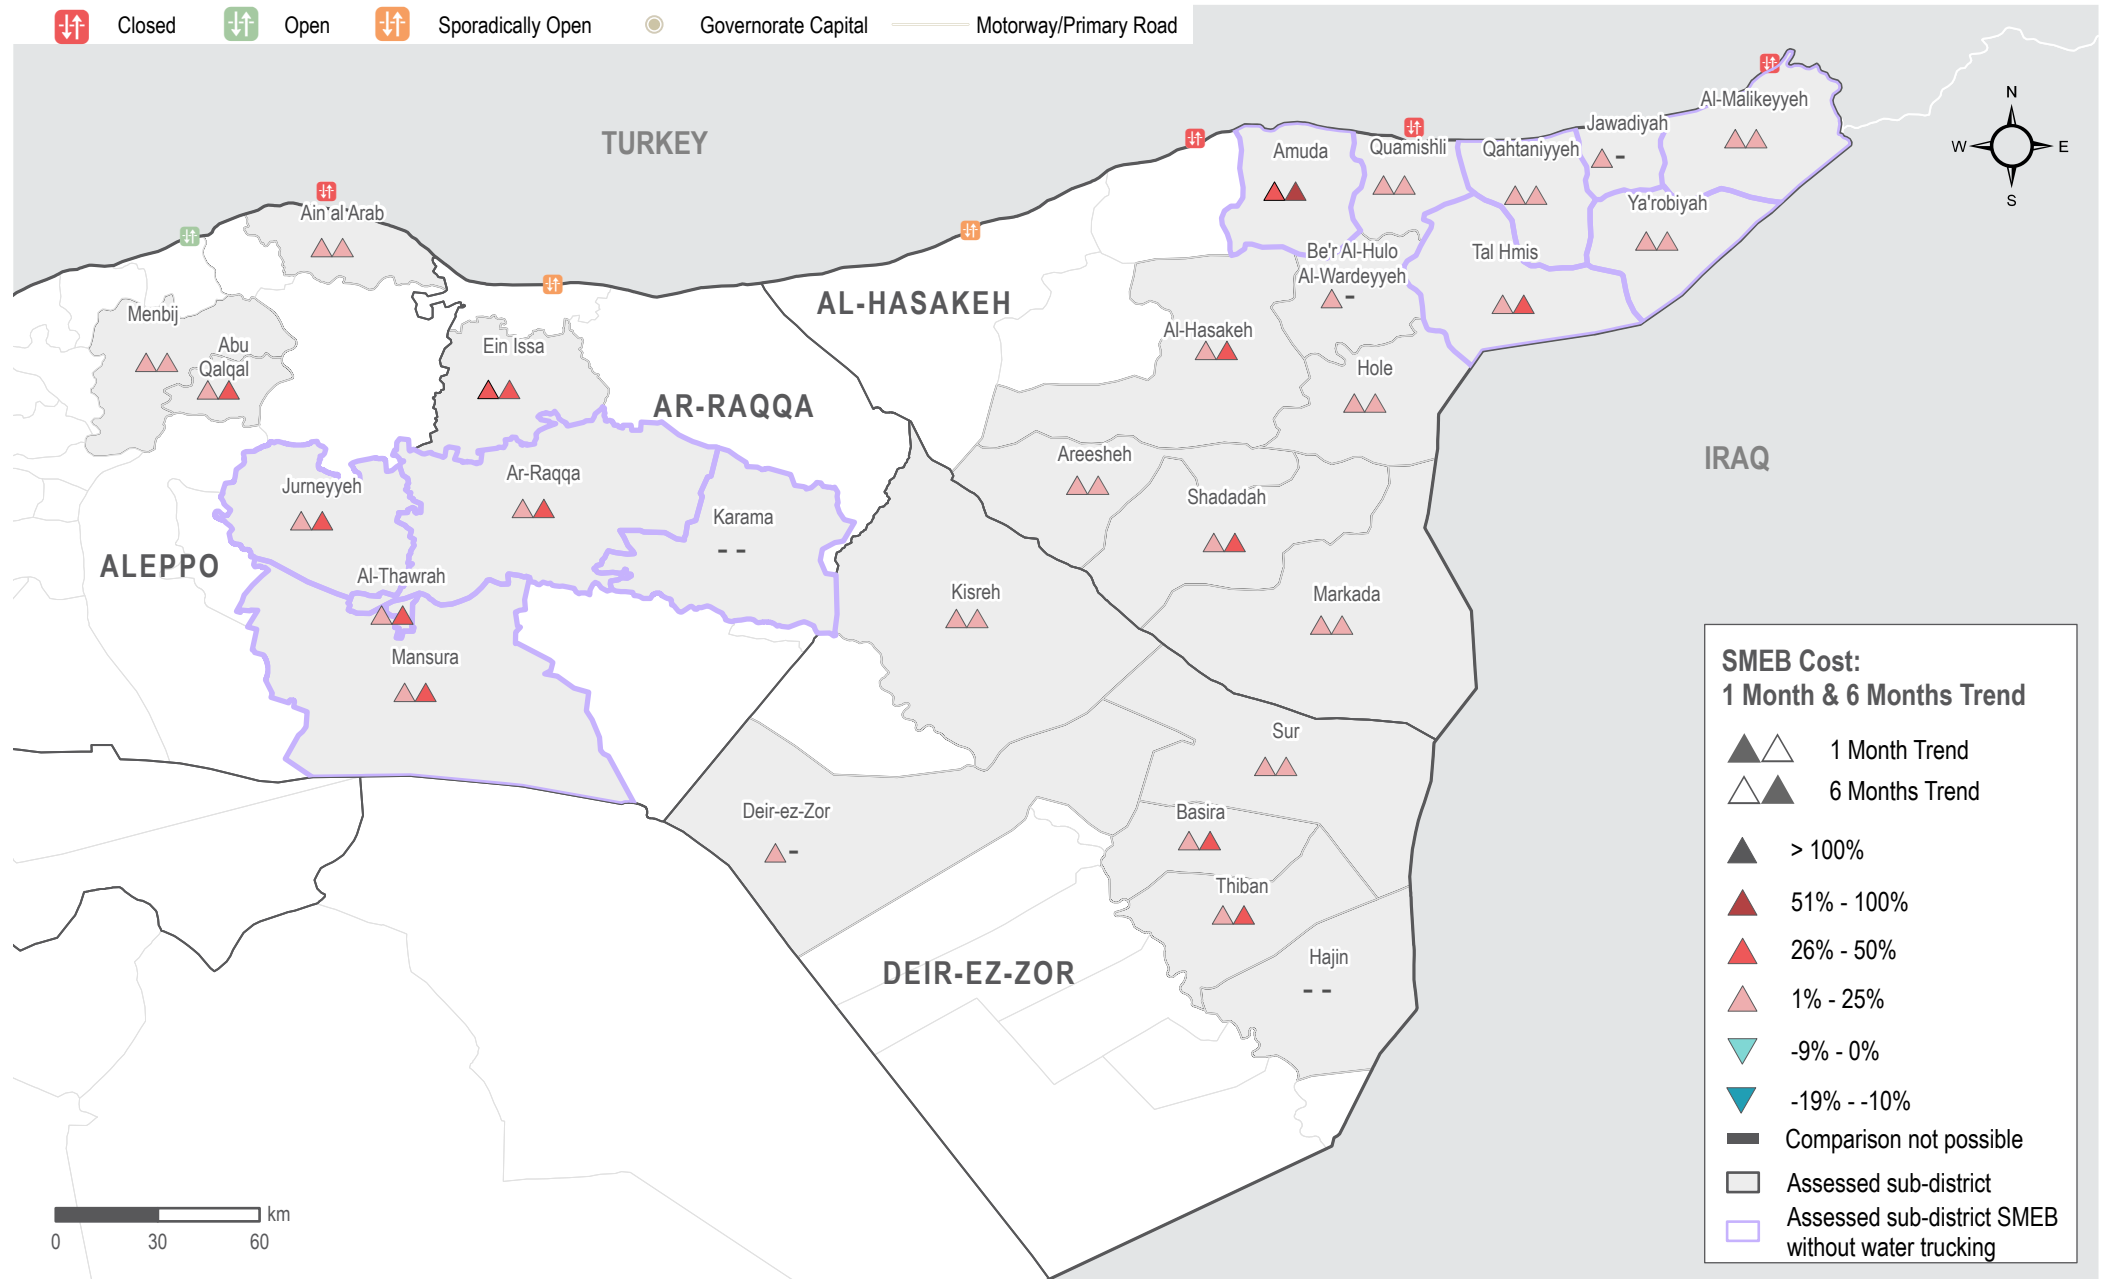 Closed
Open
Sporadically Open
Governorate Capital
Motorway/Primary Road
TURKEY
N
W
E
S
Al-Malikeyyeh
Jawadiyah
-
Qahtaniyyeh
Quamishli
Amuda
Ya'robiyah
Tal Hmis
Be'r Al-Hulo
Al-Wardeyyeh
-
Ain'al'Arab
Menbij
Abu
Qalqal
Ein Issa
AL-HASAKEH
Al-Hasakeh
Hole
AR-RAQQA
IRAQ
Areesheh
Shadadah
Jurneyyeh
Ar-Raqqa
Karama
- -
ALEPPO
Al-Thawrah
Kisreh
Markada
Mansura
Sur
Deir-ez-Zor
-
Basira
Thiban
DEIR-EZ-ZOR
Hajin
- -
SMEB Cost:
1 Month & 6 Months Trend
1 Month Trend
6 Months Trend
> 100%
51% - 100%
26% - 50%
1% - 25%
-9% - 0%
-19% - -10%
Comparison not possible
Assessed sub-district
Assessed sub-district SMEB
without water trucking
km
0 30 60